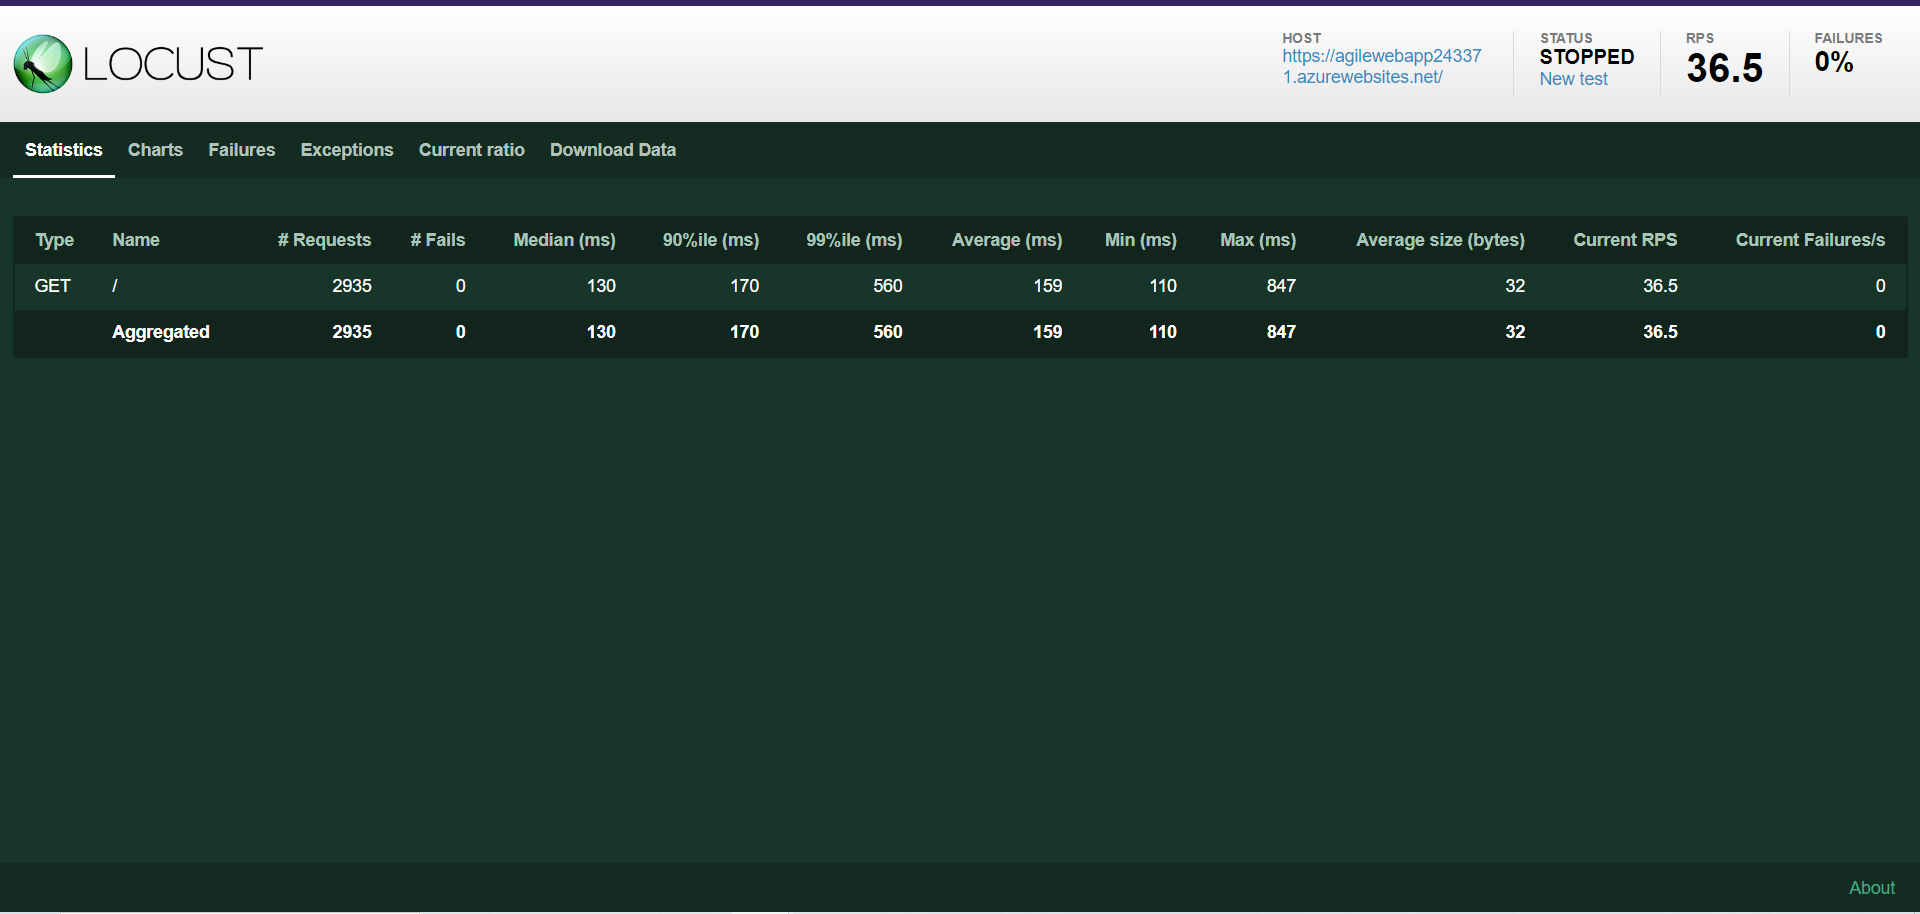 LOCUST
HOST
https://agilewebapp24337
1.azurewebsites.net/
STATUS
STOPPED
New test
RPS
36.5
FAILURES
0%
Statistics Charts Failures Exceptions Current ratio Download Data
Type Name # Requests # Fails Median (ms) 90%ile (ms) 99%ile (ms) Average (ms) Min (ms) Max (ms) Average size (bytes) Current RPS Current Failures/s
GET / 2935 0 130 170 560 159 110 847 32 36.5 0
Aggregated 2935 0 130 170 560 159 110 847 32 36.5 0
About